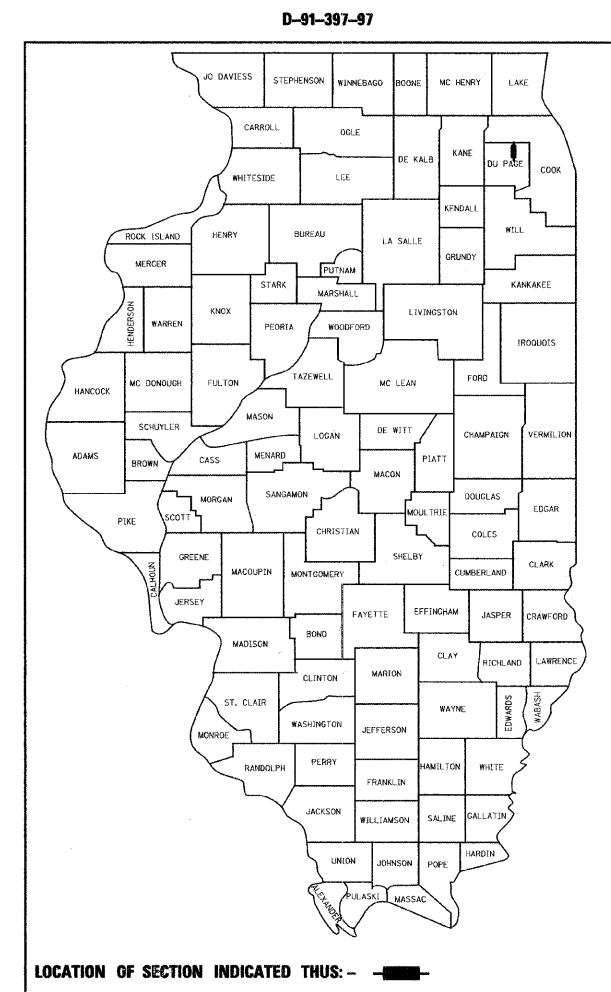 D-91-397-97
JO DAVIESS
STEPHENSON
WINNEBAGO
BOONE
MC HENRY
LAKE
CARROLL
OGLE
DE KALB
KANE
DU PAGE
COOK
WHITESIDE
LEE
KENDALL
WILL
ROCK ISLAND
HENRY
BUREAU
LA SALLE
GRUNDY
MERCER
PUTNAM
KANKAKEE
STARK
MARSHALL
HENDERSON
WARREN
KNOX
PEORIA
WOODFORD
LIVINGSTON
IROQUOIS
HANCOCK
MC DONOUGH
FULTON
TAZEWELL
MC LEAN
FORD
MASON
SCHUYLER
LOGAN
DE WITT
CHAMPAIGN
VERMILION
ADAMS
BROWN
CASS
MENARD
MACON
PIATT
MORGAN
SANGAMON
DOUGLAS
EDGAR
PIKE
SCOTT
CHRISTIAN
MOULTRIE
COLES
GREENE
MACOUPIN
MONTGOMERY
SHELBY
CUMBERLAND
CLARK
CALHOUN
JERSEY
FAYETTE
EFFINGHAM
JASPER
CRAWFORD
MADISON
BOND
CLAY
RICHLAND
LAWRENCE
CLINTON
MARION
ST. CLAIR
WAYNE
EDWARDS
WABASH
WASHINGTON
JEFFERSON
MONROE
RANDOLPH
PERRY
HAMILTON
WHITE
FRANKLIN
JACKSON
WILLIAMSON
SALINE
GALLATIN
UNION
JOHNSON
POPE
HARDIN
ALEXANDER
PULASKI
MASSAC
LOCATION OF SECTION INDICATED THUS: -